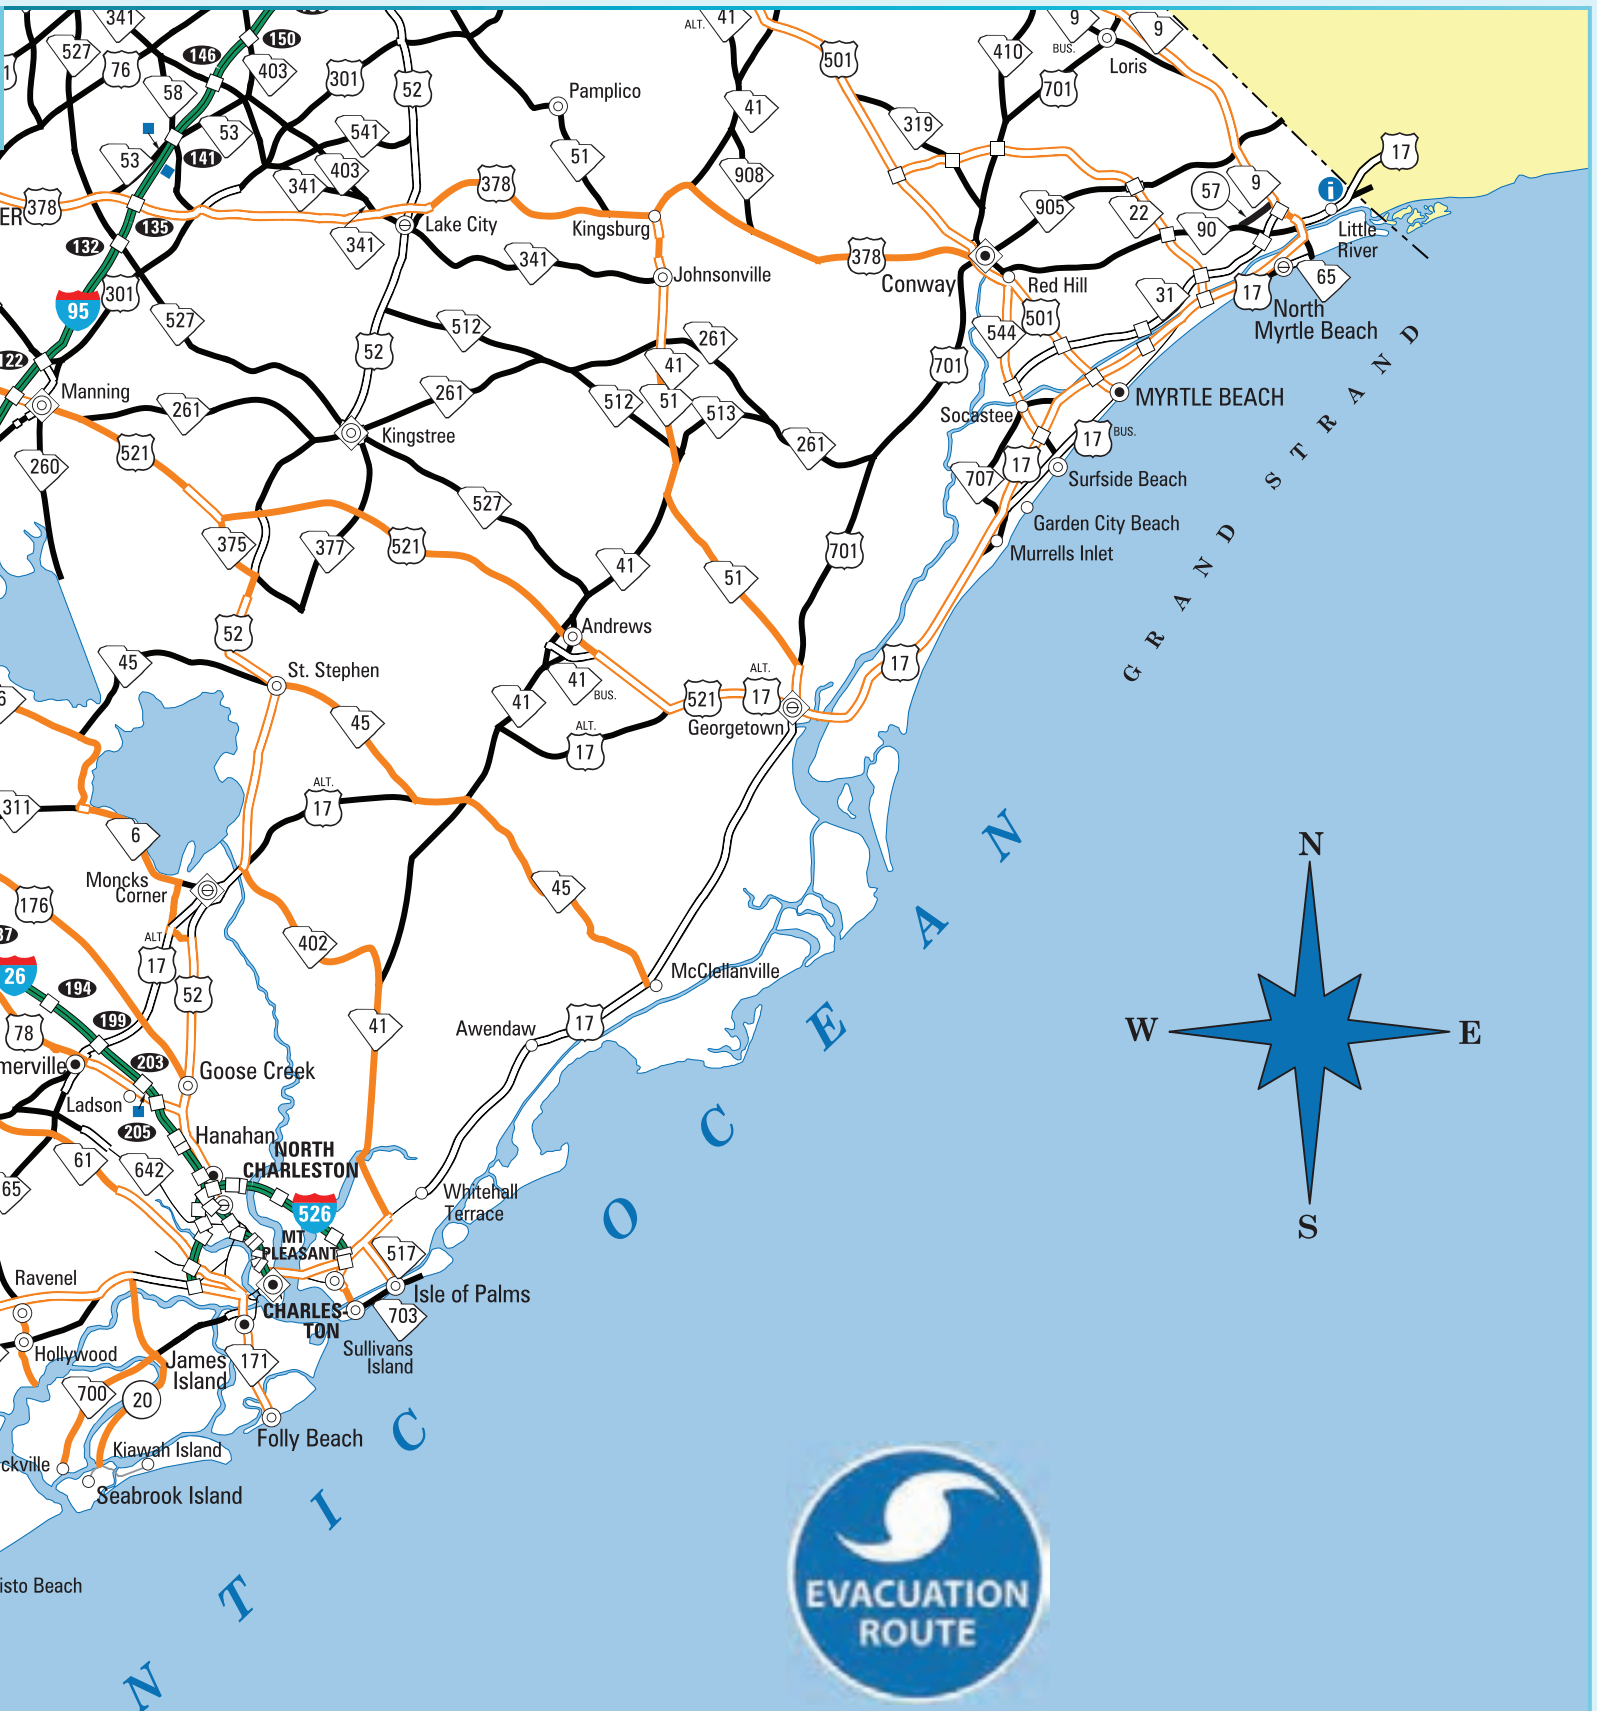 341
150
41
ALT.
9
BUS.
9
527
146
76
403
301
52
501
410
Loris
58
701
Pamplico
53
541
41
319
17
53
141
403
51
341
378
908
9
57
378
905
22
90
135
132
341
Lake City
Kingsburg
Little
River
341
378
Conway
Red Hill
Johnsonville
65
17
31
301
95
527
512
North
Myrtle Beach
501
544
52
261
122
41
701
Manning
261
261
512
51
513
MYRTLE BEACH
Socastee
521
Kingstree
261
17
BUS.
260
17
707
Surfside Beach
527
Garden City Beach
GRAND STRAND
375
377
521
701
Murrells Inlet
41
51
52
Andrews
45
St. Stephen
17
ALT.
521
17
41
BUS.
41
45
Georgetown
ALT.
17
ALT.
17
311
6
Moncks
Corner
45
176
402
ALT.
17
26
194
McClellanville
52
199
78
41
Awendaw
17
203
merville
Goose Creek
Ladson
205
Hanahan
NORTH
CHARLESTON
61
642
65
Whitehall
Terrace
526
MT
PLEASANT
517
Ravenel
Isle of Palms
CHARLES-
TON
703
Sullivans
Island
Hollywood
James
Island
171
700
20
Folly Beach
Kiawah Island
ckville
Seabrook Island
isto Beach
N T I C
O C E A N
N
W
E
S
EVACUATION
ROUTE